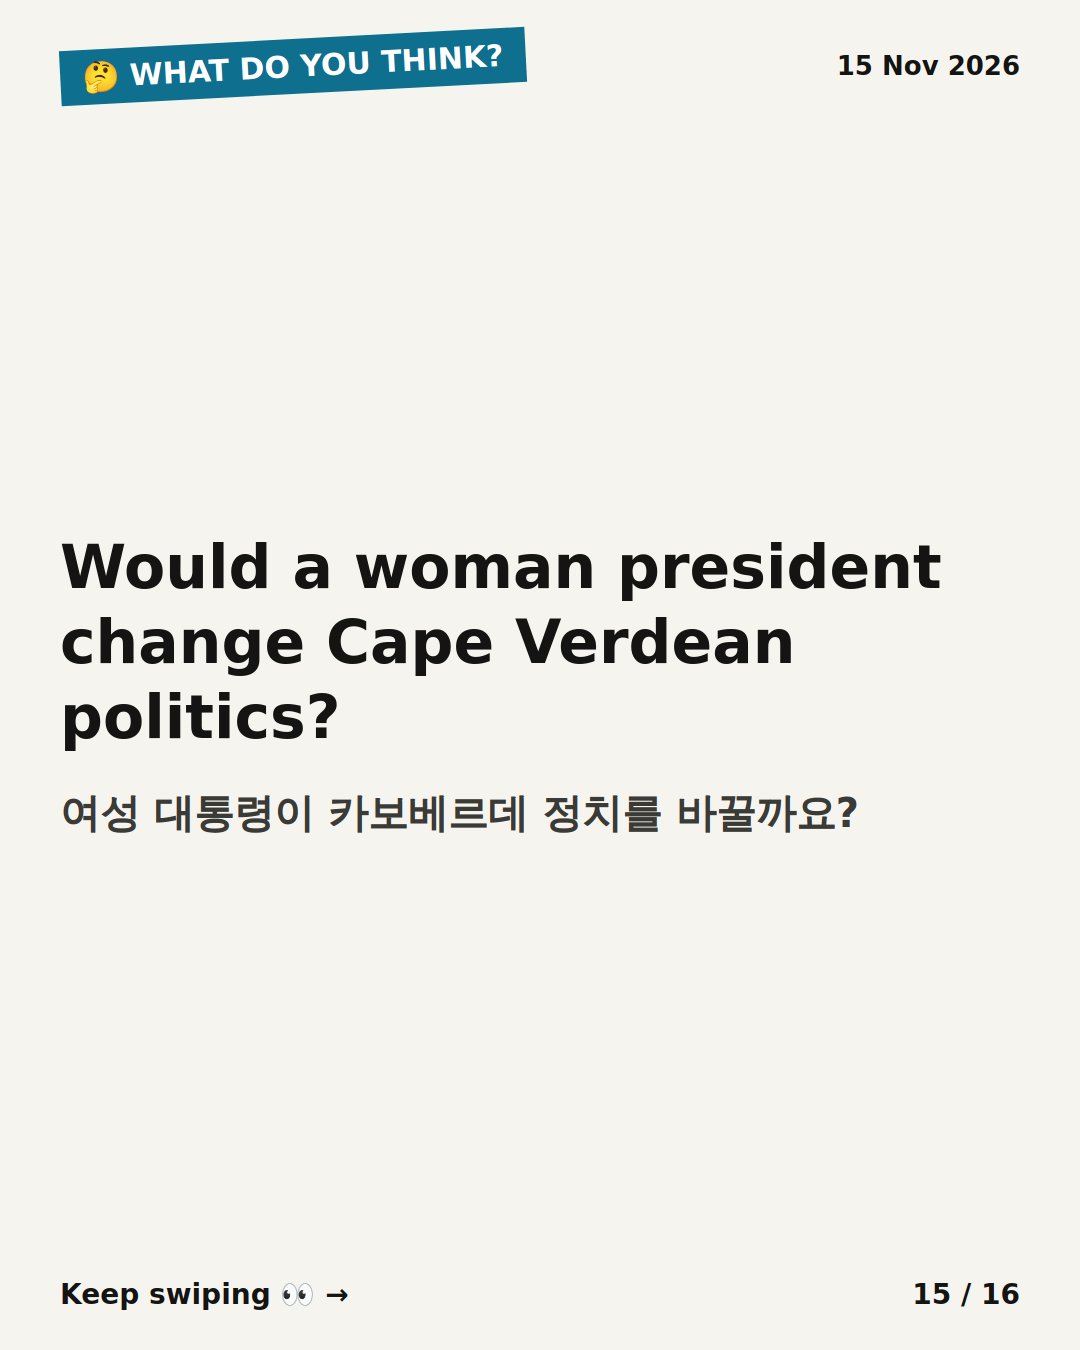 🤔 WHAT DO YOU THINK?
15 Nov 2026
Would a woman president
change Cape Verdean
politics?
여성 대통령이 카보베르데 정치를 바꿀까요?
Keep swiping 👀 →
15 / 16